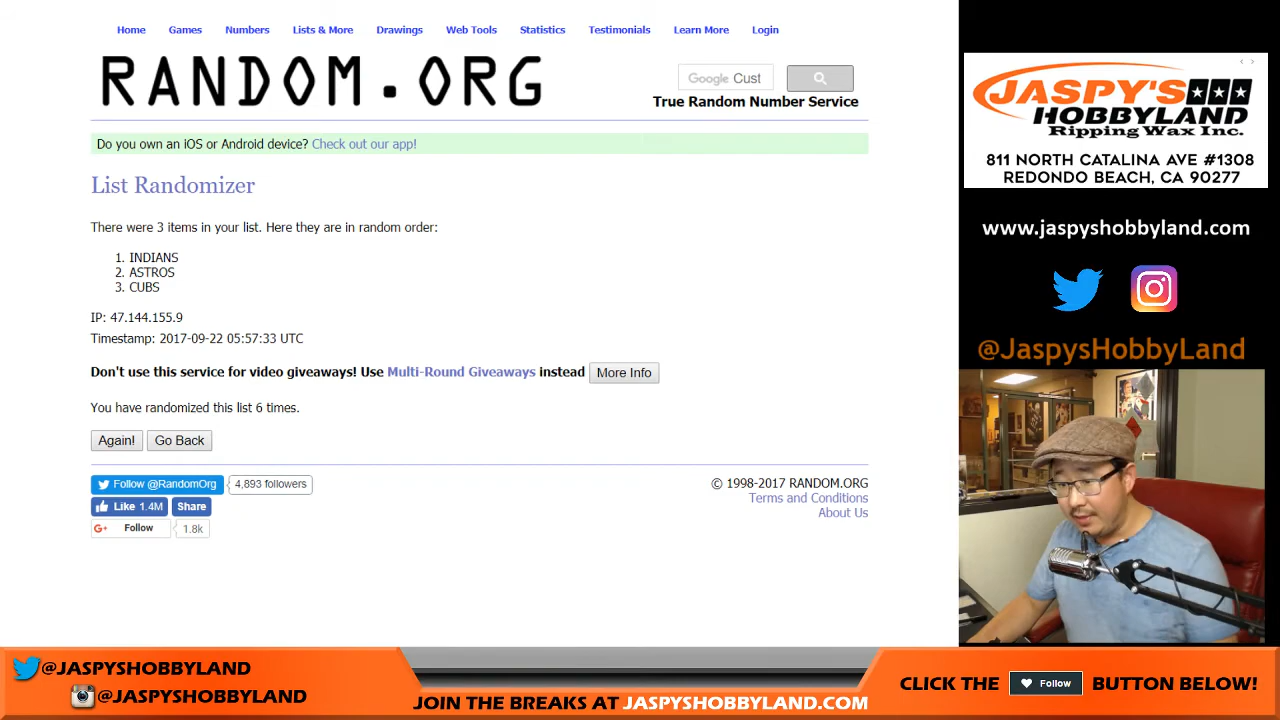 Home Games Numbers Lists & More Drawings Web Tools Statistics Testimonials Learn More Login
RANDOM.ORG
Google Cust
True Random Number Service
Do you own an iOS or Android device? Check out our app!
List Randomizer
There were 3 items in your list. Here they are in random order:
1. INDIANS
2. ASTROS
3. CUBS
IP: 47.144.155.9
Timestamp: 2017-09-22 05:57:33 UTC
Don't use this service for video giveaways! Use Multi-Round Giveaways instead More Info
You have randomized this list 6 times.
Again! Go Back
Follow @RandomOrg 4,893 followers
Like 1.4M Share
G+ Follow 1.8k
© 1998-2017 RANDOM.ORG
Terms and Conditions
About Us
JASPY'S
HOBBYLAND
Ripping Wax Inc.
811 NORTH CATALINA AVE #1308
REDONDO BEACH, CA 90277
www.jaspyshobbyland.com
@JaspysHobbyLand
@JASPYSHOBBYLAND
@JASPYSHOBBYLAND
JOIN THE BREAKS AT JASPYSHOBBYLAND.COM
CLICK THE Follow BUTTON BELOW!